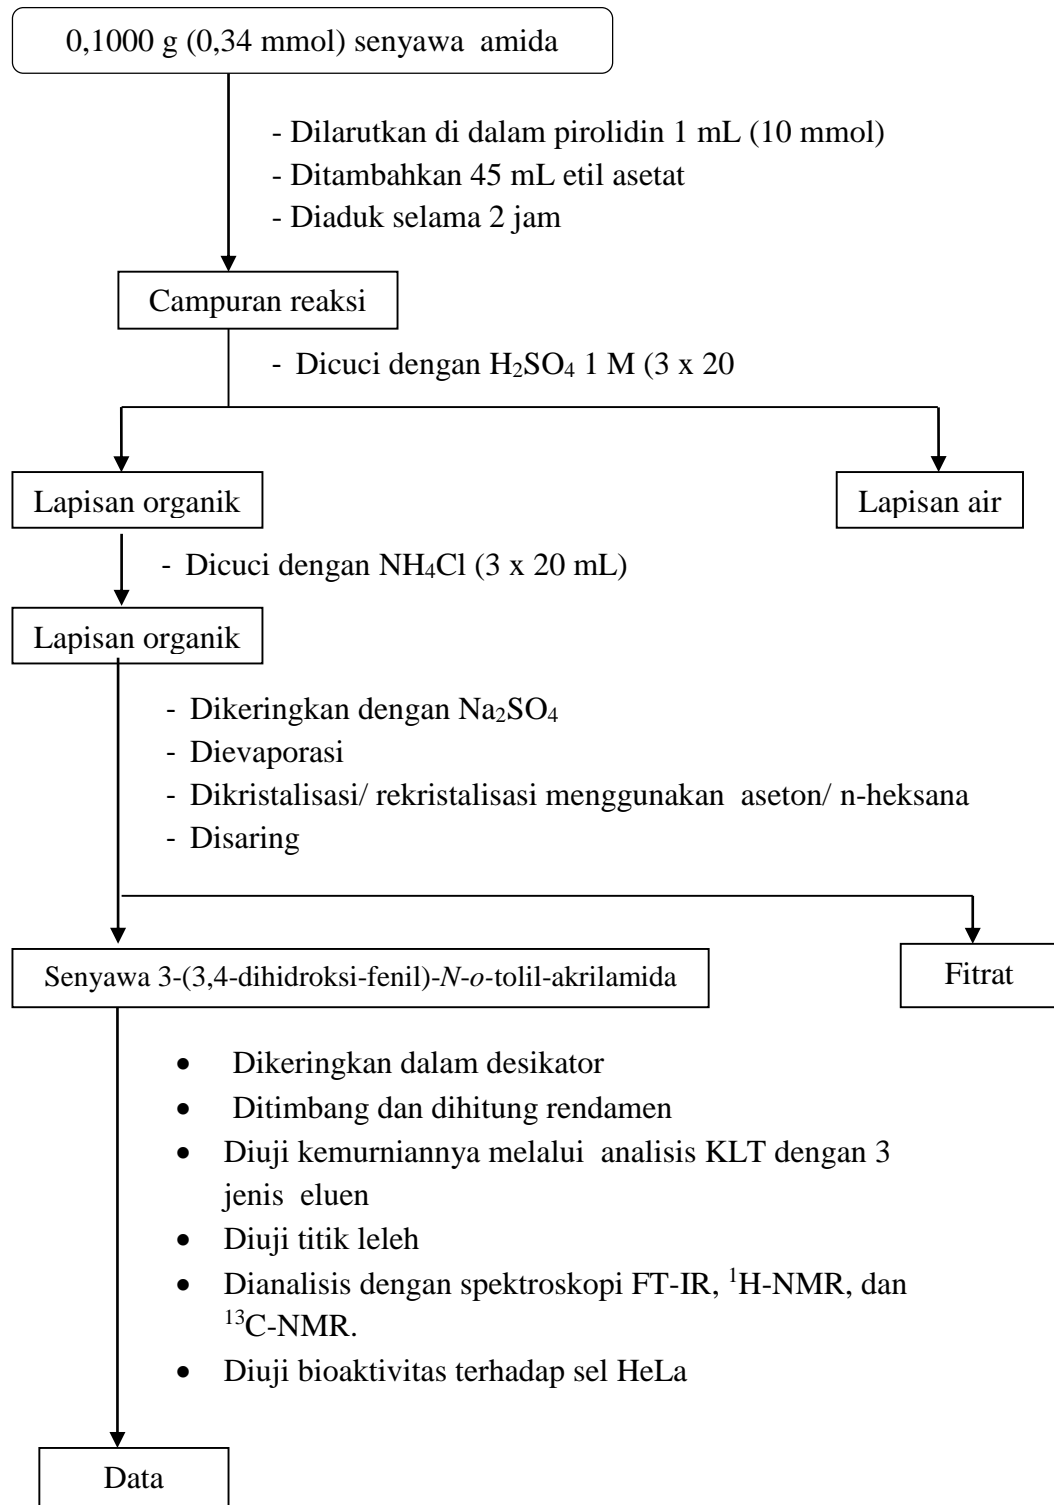 0,1000 g (0,34 mmol) senyawa amida
- Dilarutkan di dalam pirolidin 1 mL (10 mmol)
- Ditambahkan 45 mL etil asetat
- Diaduk selama 2 jam
Campuran reaksi
- Dicuci dengan H₂SO₄ 1 M (3 x 20
Lapisan organik
Lapisan air
- Dicuci dengan NH₄Cl (3 x 20 mL)
Lapisan organik
- Dikeringkan dengan Na₂SO₄
- Dievaporasi
- Dikristalisasi/ rekristalisasi menggunakan aseton/ n-heksana
- Disaring
Senyawa 3-(3,4-dihidroksi-fenil)-N-o-tolil-akrilamida
Fitrat
• Dikeringkan dalam desikator
• Ditimbang dan dihitung rendamen
• Diuji kemurniannya melalui analisis KLT dengan 3
jenis eluen
• Diuji titik leleh
• Dianalisis dengan spektroskopi FT-IR, ¹H-NMR, dan
¹³C-NMR.
• Diuji bioaktivitas terhadap sel HeLa
Data